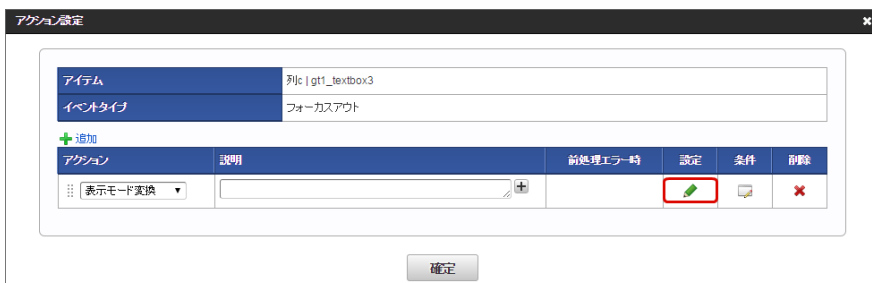 アクション設定
アイテム 列c | gt1_textbox3
イベントタイプ フォーカスアウト
追加
アクション 説明 前処理エラー時 設定 条件 削除
表示モード変換
確定